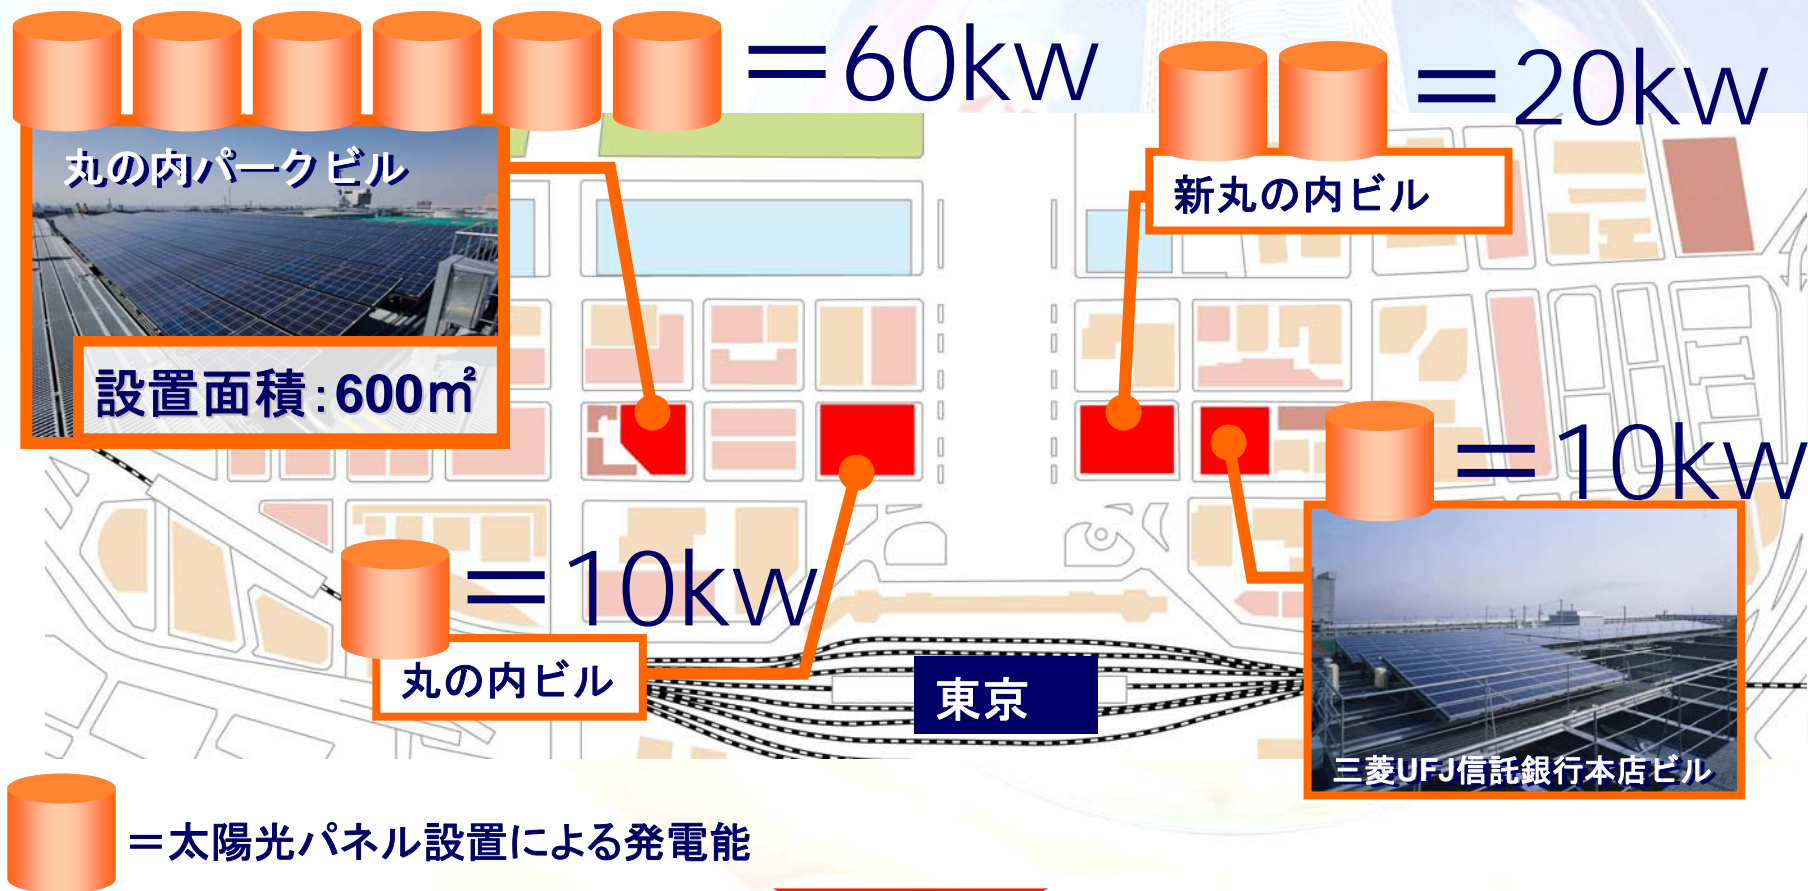 ＝60kw
＝20kw
丸の内パークビル
新丸の内ビル
設置面積：600㎡
＝10kw
＝10kw
丸の内ビル
東京
三菱UFJ信託銀行本店ビル
＝太陽光パネル設置による発電能